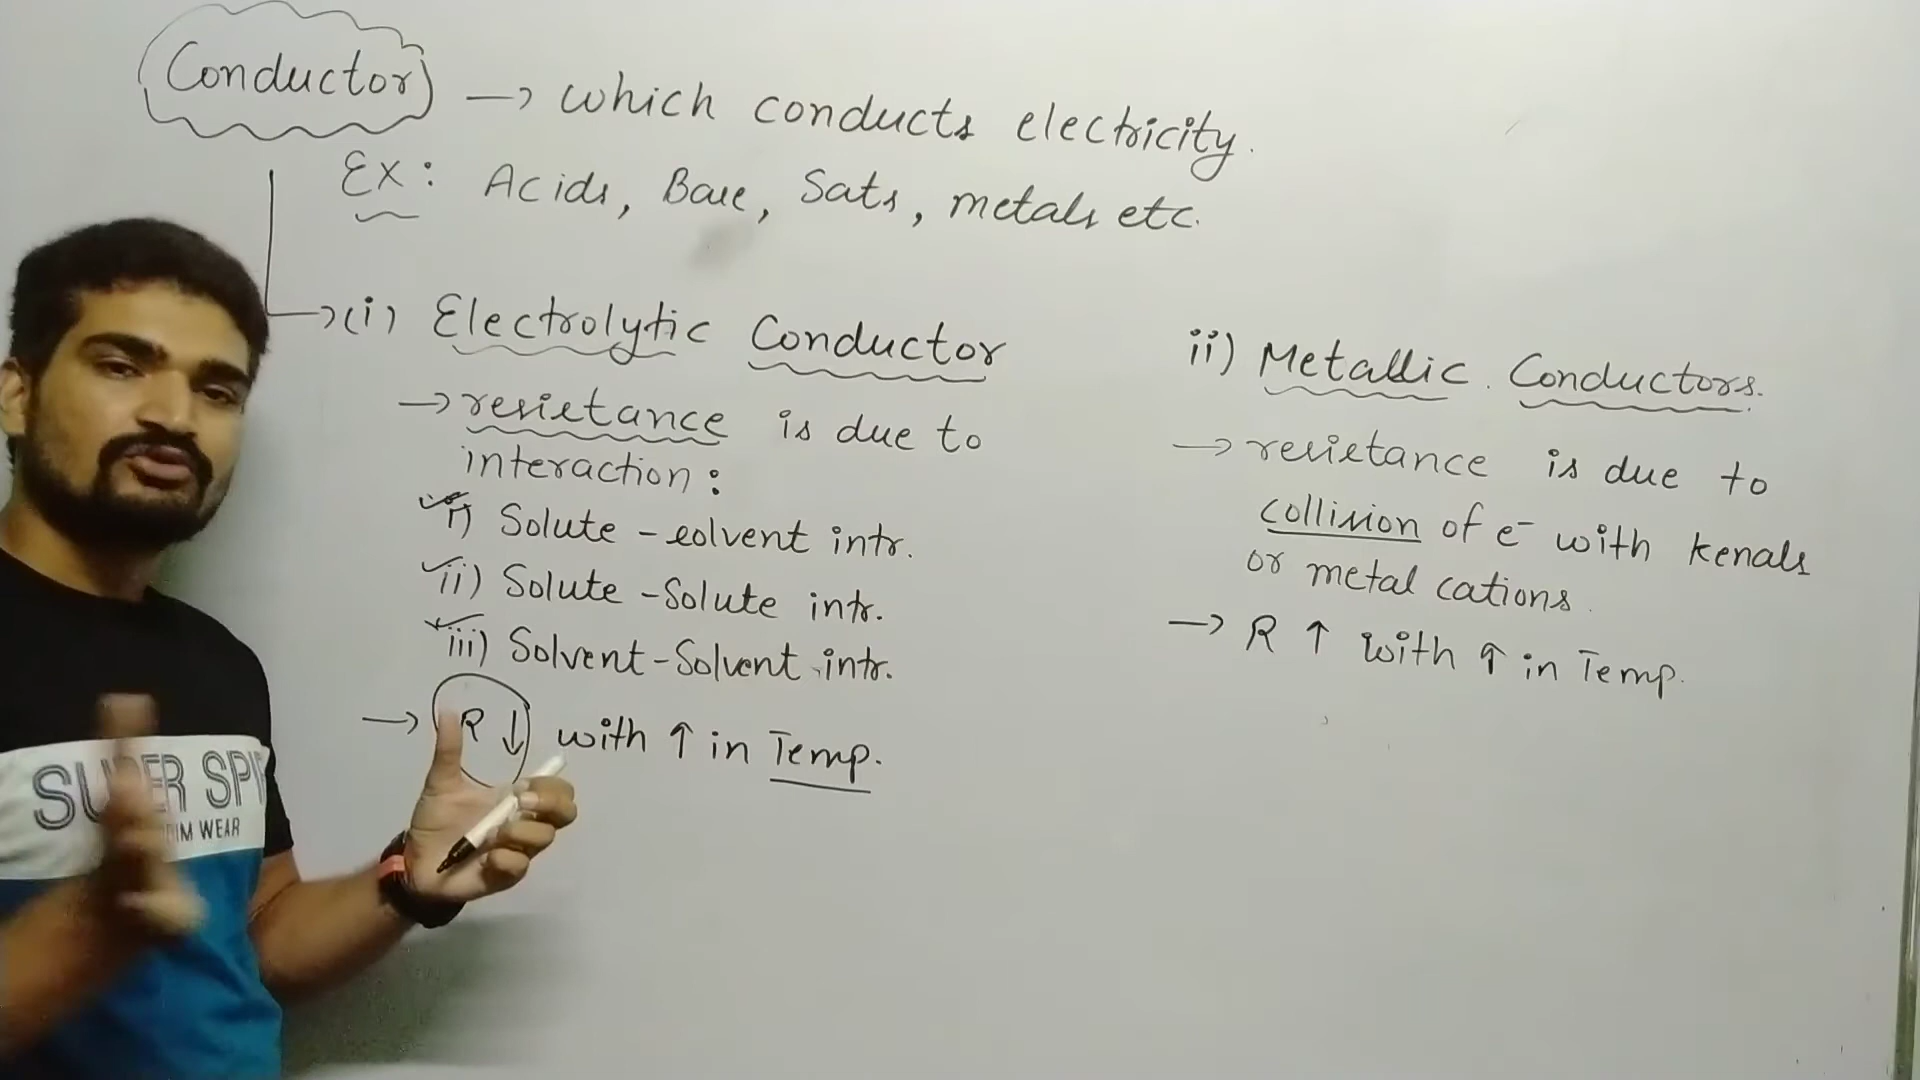 Conductor → which conducts electricity.
Ex: Acids, Base, Sats, metals etc.
→ (i) Electrolytic Conductor
→ resistance is due to
interaction:
i) Solute - solvent intr.
ii) Solute - Solute intr.
iii) Solvent - Solvent intr.
→ R ↓ with ↑ in Temp.
ii) Metallic Conductors.
→ resistance is due to
collision of e⁻ with kenals
or metal cations.
→ R ↑ with ↑ in Temp.
SUPER SPI
WEAR